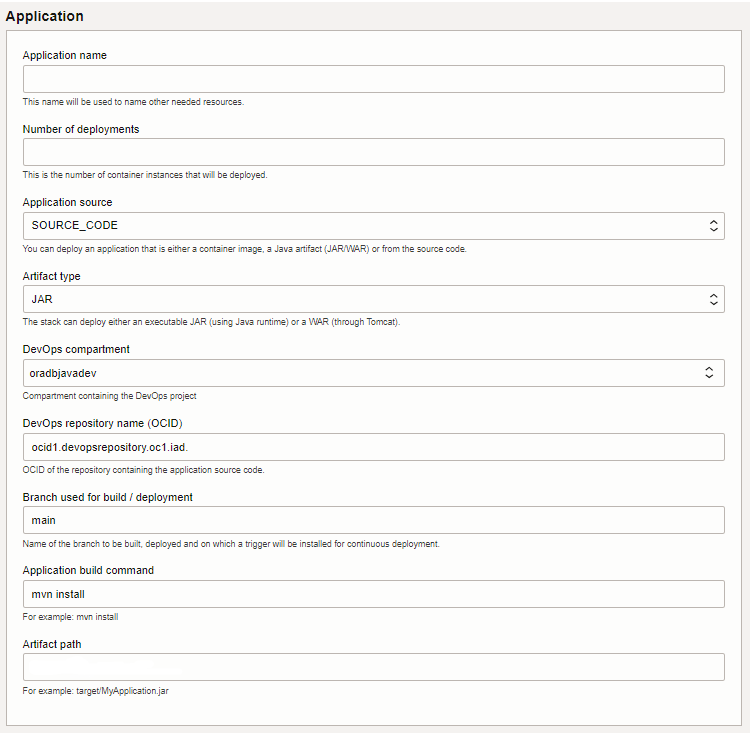 Application
Application name
This name will be used to name other needed resources.
Number of deployments
This is the number of container instances that will be deployed.
Application source
SOURCE_CODE
You can deploy an application that is either a container image, a Java artifact (JAR/WAR) or from the source code.
Artifact type
JAR
The stack can deploy either an executable JAR (using Java runtime) or a WAR (through Tomcat).
DevOps compartment
oradbjavadev
Compartment containing the DevOps project
DevOps repository name (OCID)
ocid1.devopsrepository.oc1.iad.
OCID of the repository containing the application source code.
Branch used for build / deployment
main
Name of the branch to be built, deployed and on which a trigger will be installed for continuous deployment.
Application build command
mvn install
For example: mvn install
Artifact path
For example: target/MyApplication.jar